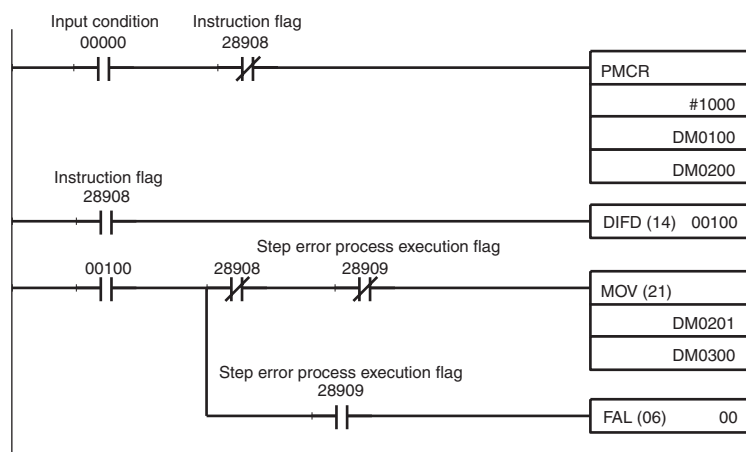 Input condition
00000
Instruction flag
28908
PMCR
#1000
DM0100
DM0200
Instruction flag
28908
DIFD (14) 00100
Step error process execution flag
00100
28908
28909
MOV (21)
DM0201
DM0300
Step error process execution flag
28909
FAL (06) 00